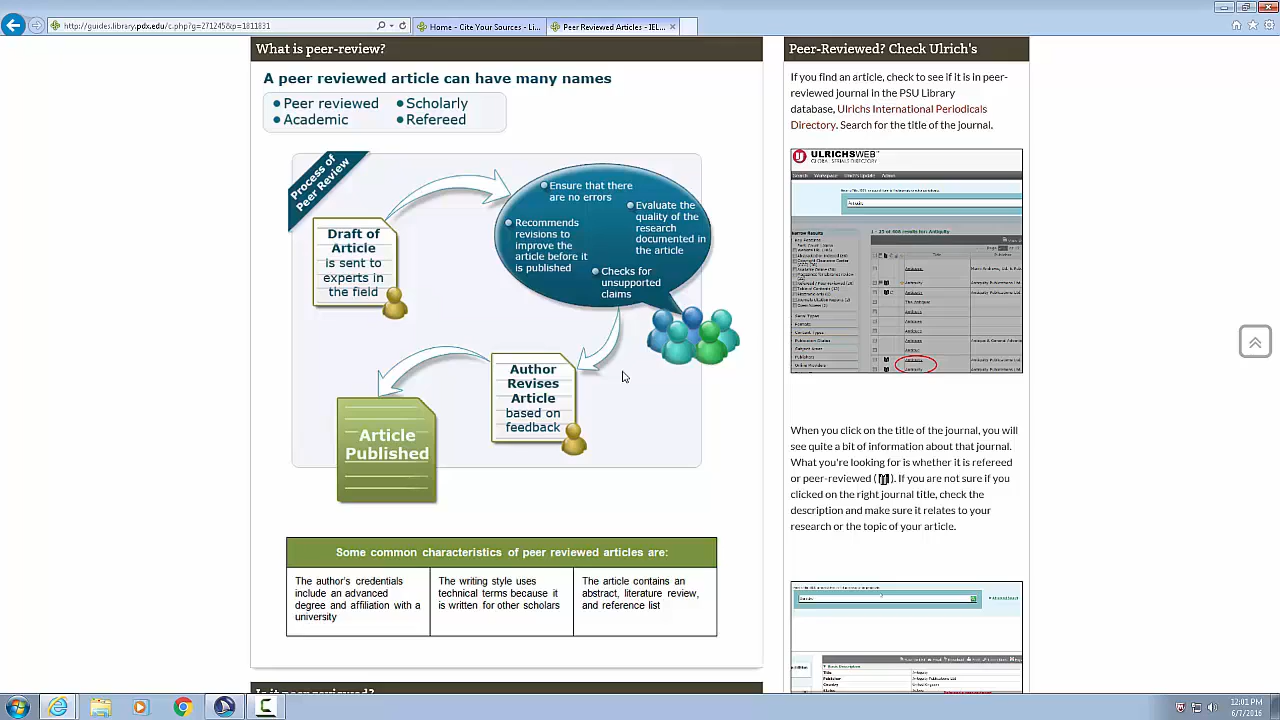 http://guides.library.pdx.edu/c.php?g=271245&p=1811831
Home - Cite Your Sources - Li...
Peer Reviewed Articles - IEL...
What is peer-review?
A peer reviewed article can have many names
Peer reviewed
Scholarly
Academic
Refereed
Process of
Peer Review
Draft of
Article
is sent to
experts in
the field
Ensure that there
are no errors
Evaluate the
quality of the
research
documented in
the article
Recommends
revisions to
improve the
article before it
is published
Checks for
unsupported
claims
Author
Revises
Article
based on
feedback
Article
Published
Some common characteristics of peer reviewed articles are:
The author's credentials
include an advanced
degree and affiliation with a
university
The writing style uses
technical terms because it
is written for other scholars
The article contains an
abstract, literature review,
and reference list
Is it peer reviewed?
Peer-Reviewed? Check Ulrich's
If you find an article, check to see if it is in peer-
reviewed journal in the PSU Library
database, Ulrichs International Periodicals
Directory. Search for the title of the journal.
ULRICHSWEB
GLOBAL SERIALS DIRECTORY
When you click on the title of the journal, you will
see quite a bit of information about that journal.
What you're looking for is whether it is refereed
or peer-reviewed ( ). If you are not sure if you
clicked on the right journal title, check the
description and make sure it relates to your
research or the topic of your article.
12:01 PM
6/7/2016